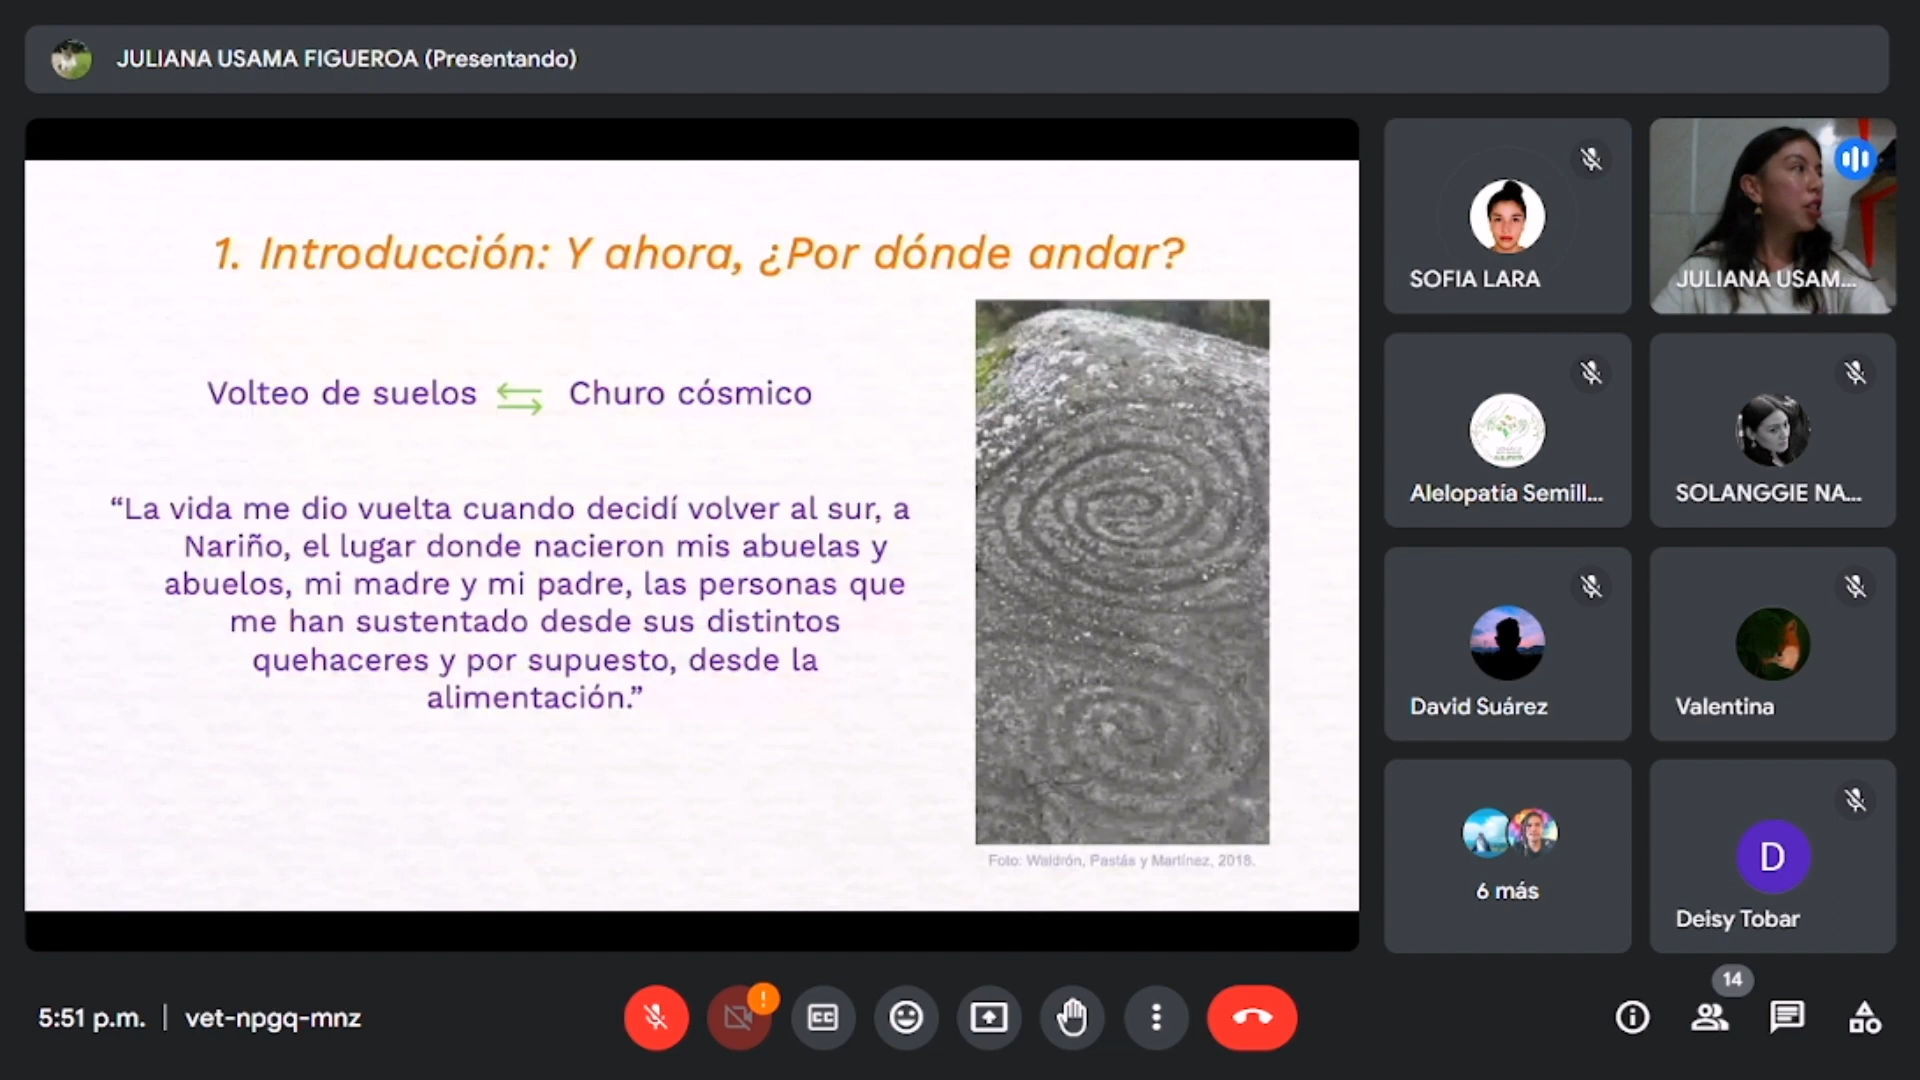 JULIANA USAMA FIGUEROA (Presentando)
1. Introducción: Y ahora, ¿Por dónde andar?
Volteo de suelos Churo cósmico
“La vida me dio vuelta cuando decidí volver al sur, a
Nariño, el lugar donde nacieron mis abuelas y
abuelos, mi madre y mi padre, las personas que
me han sustentado desde sus distintos
quehaceres y por supuesto, desde la
alimentación.”
Foto: Waldrón, Pastás y Martínez, 2018.
SOFIA LARA
JULIANA USAM...
Alelopatía Semill...
SOLANGGIE NA...
David Suárez
Valentina
6 más
D
Deisy Tobar
5:51 p.m. | vet-npgq-mnz
!
CC
14